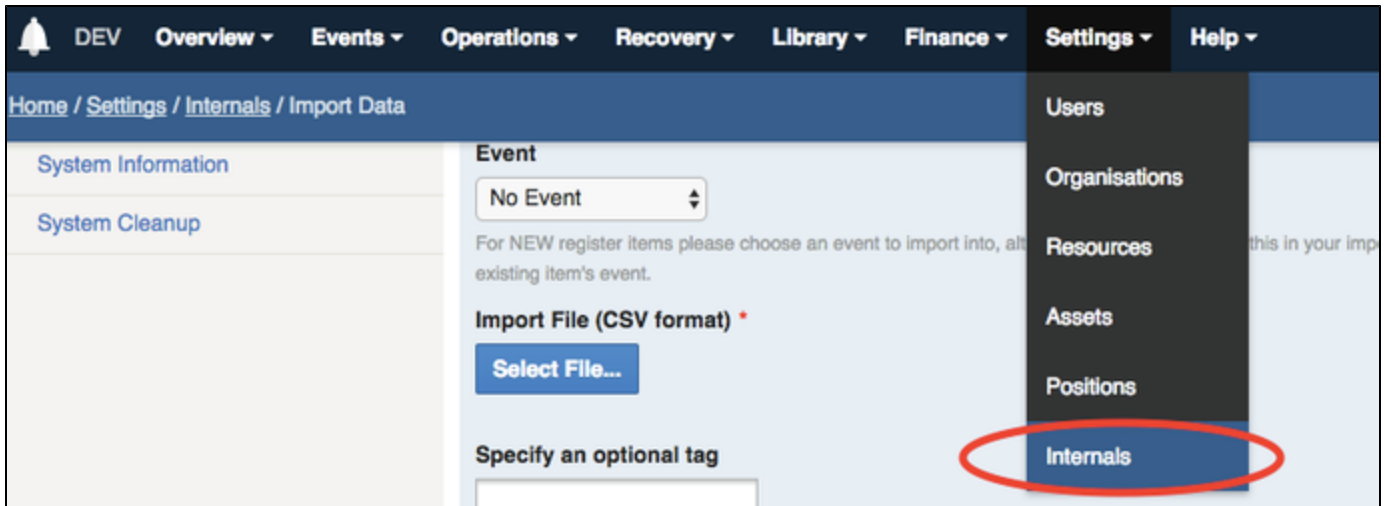 DEV Overview Events Operations Recovery Library Finance Settings Help
Home / Settings / Internals / Import Data
System Information
System Cleanup
Event
No Event
For NEW register items please choose an event to import into, this in your
existing item's event.
Import File (CSV format) *
Select File...
Specify an optional tag
Users
Organisations
Resources
Assets
Positions
Internals